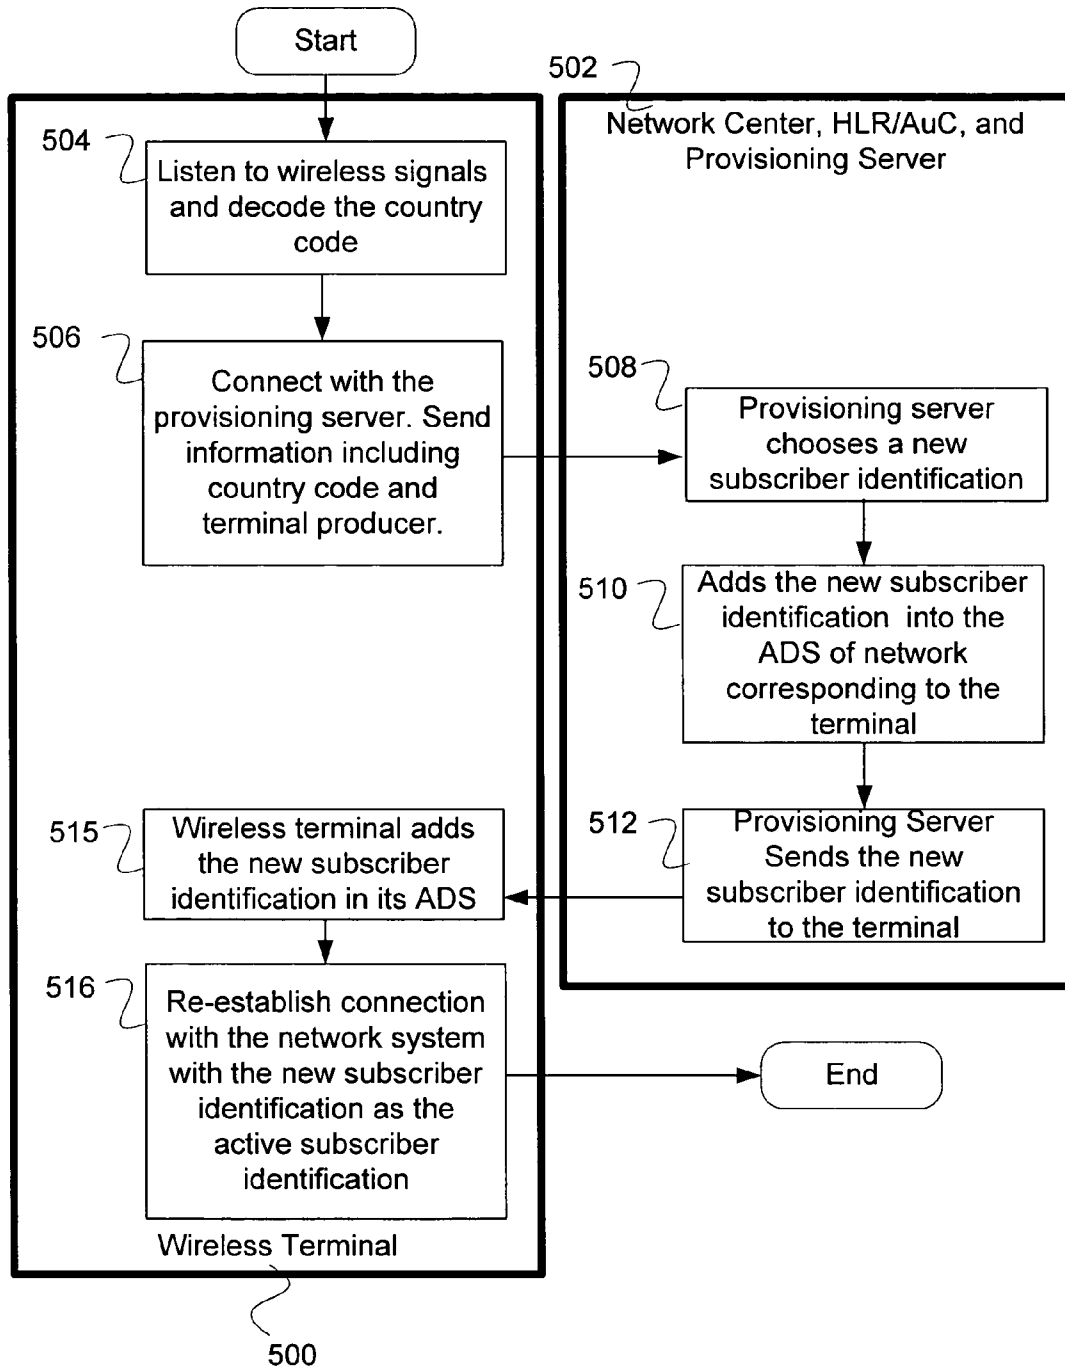 Start
502
Network Center, HLR/AuC, and
Provisioning Server
504
Listen to wireless signals
and decode the country
code
506
Connect with the
provisioning server. Send
information including
country code and
terminal producer.
508
Provisioning server
chooses a new
subscriber identification
510
Adds the new subscriber
identification into the
ADS of network
corresponding to the
terminal
512
Provisioning Server
Sends the new
subscriber identification
to the terminal
515
Wireless terminal adds
the new subscriber
identification in its ADS
516
Re-establish connection
with the network system
with the new subscriber
identification as the
active subscriber
identification
End
Wireless Terminal
500